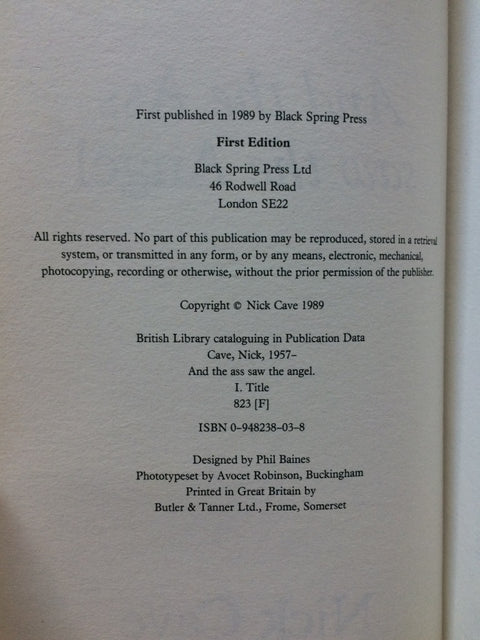 First published in 1989 by Black Spring Press
First Edition
Black Spring Press Ltd
46 Rodwell Road
London SE22
All rights reserved. No part of this publication may be reproduced, stored in a retrieval
system, or transmitted in any form, or by any means, electronic, mechanical,
photocopying, recording or otherwise, without the prior permission of the publisher.
Copyright © Nick Cave 1989
British Library cataloguing in Publication Data
Cave, Nick, 1957–
And the ass saw the angel.
I. Title
823 [F]
ISBN 0–948238–03–8
Designed by Phil Baines
Phototypeset by Avocet Robinson, Buckingham
Printed in Great Britain by
Butler & Tanner Ltd., Frome, Somerset
Nick Cave